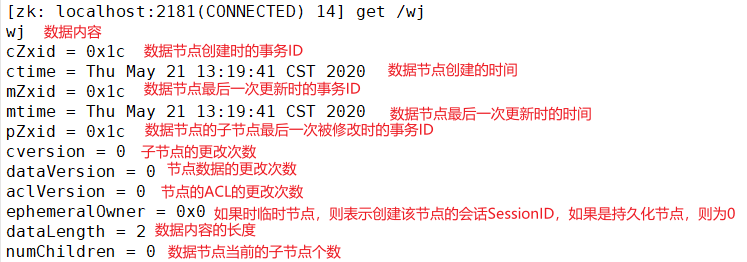 [zk: localhost:2181(CONNECTED) 14] get /wj
wj 数据内容
cZxid = 0x1c 数据节点创建时的事务ID
ctime = Thu May 21 13:19:41 CST 2020 数据节点创建的时间
mZxid = 0x1c 数据节点最后一次更新时的事务ID
mtime = Thu May 21 13:19:41 CST 2020 数据节点最后一次更新时的时间
pZxid = 0x1c 数据节点的子节点最后一次被修改时的事务ID
cversion = 0 子节点的更改次数
dataVersion = 0 节点数据的更改次数
aclVersion = 0 节点的ACL的更改次数
ephemeralOwner = 0x0 如果时临时节点，则表示创建该节点的会话SessionID，如果是持久化节点，则为0
dataLength = 2 数据内容的长度
numChildren = 0 数据节点当前的子节点个数